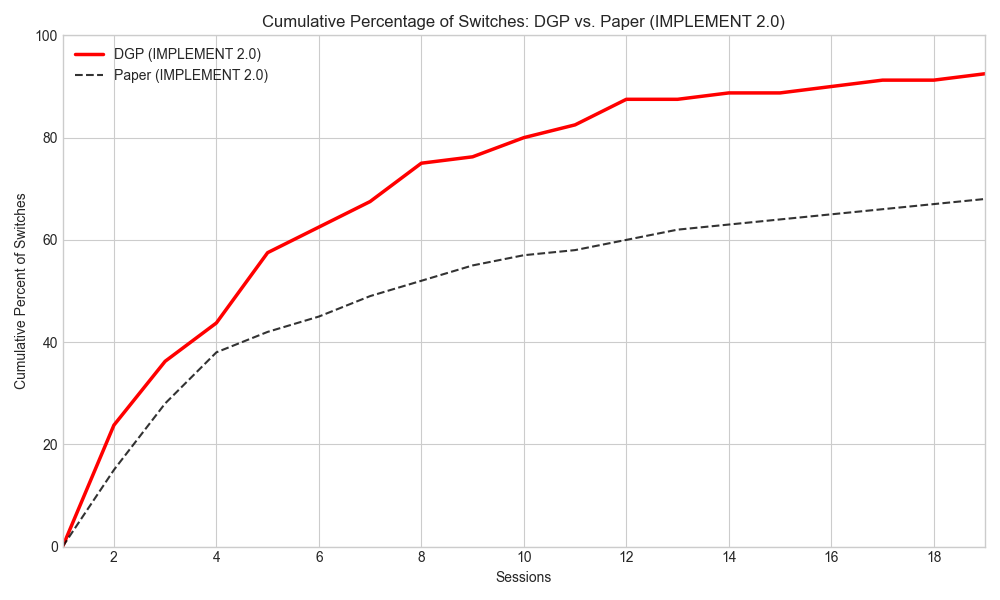 Cumulative Percentage of Switches: DGP vs. Paper (IMPLEMENT 2.0)
DGP (IMPLEMENT 2.0)
Paper (IMPLEMENT 2.0)
Cumulative Percent of Switches
100
80
60
40
20
0
2 4 6 8 10 12 14 16 18
Sessions